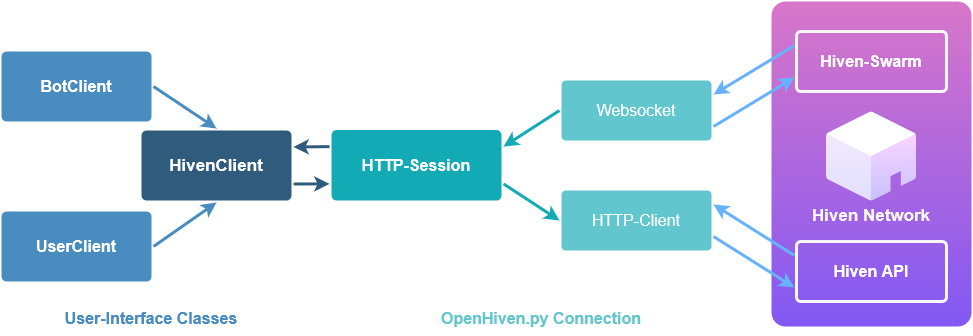 BotClient
UserClient
HivenClient
HTTP-Session
Websocket
HTTP-Client
Hiven-Swarm
Hiven Network
Hiven API
User-Interface Classes
OpenHiven.py Connection